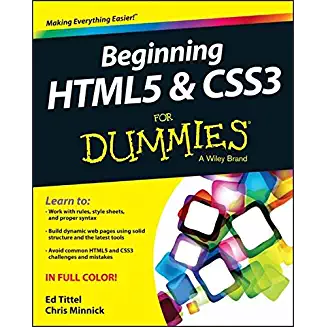 Making Everything Easier!™
Beginning
HTML5 & CSS3
FOR
DUMMIES®
A Wiley Brand
Learn to:
• Work with rules, style sheets,
and proper syntax
• Build dynamic web pages using solid
structure and the latest tools
• Avoid common HTML5 and CSS3
challenges and mistakes
IN FULL COLOR!
Ed Tittel
Chris Minnick